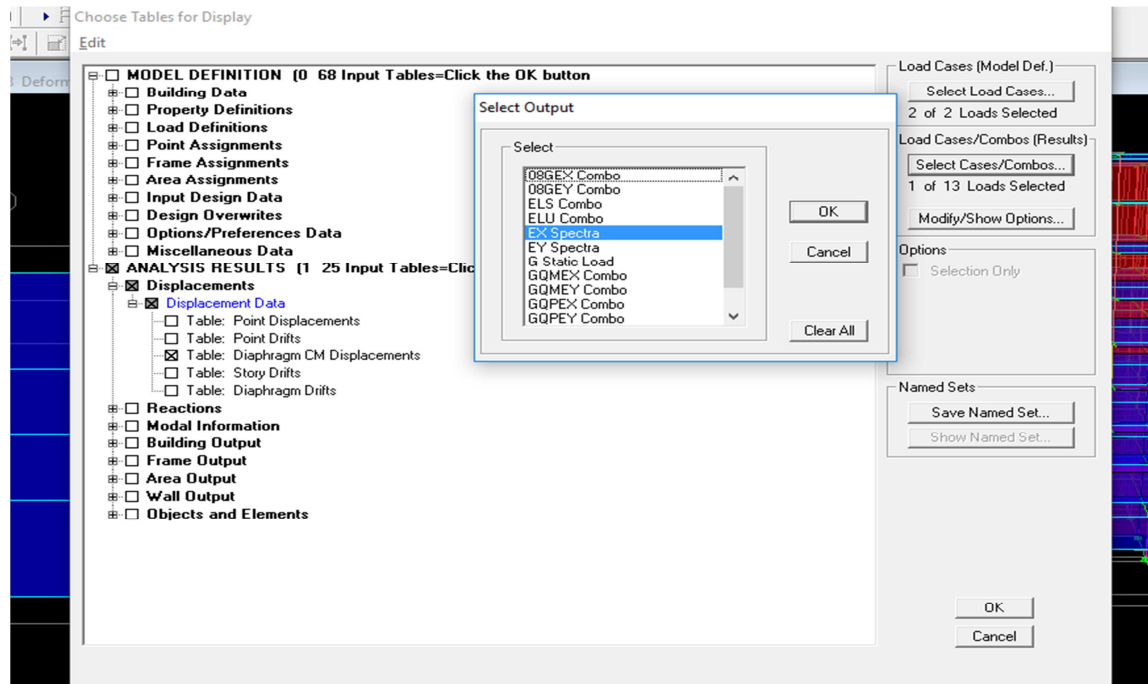 Choose Tables for Display
Edit
Deform
MODEL DEFINITION (0 68 Input Tables=Click the OK button
Building Data
Property Definitions
Load Definitions
Point Assignments
Frame Assignments
Area Assignments
Input Design Data
Design Overwrites
Options/Preferences Data
Miscellaneous Data
ANALYSIS RESULTS (1 25 Input Tables=Clic
Displacements
Displacement Data
Table: Point Displacements
Table: Point Drifts
Table: Diaphragm CM Displacements
Table: Story Drifts
Table: Diaphragm Drifts
Reactions
Modal Information
Building Output
Frame Output
Area Output
Wall Output
Objects and Elements
Select Output
Select
08GEX Combo
08GEY Combo
ELS Combo
ELU Combo
EX Spectra
EY Spectra
G Static Load
GQMEX Combo
GQMEY Combo
GQPEX Combo
GQPEY Combo
OK
Cancel
Clear All
Load Cases (Model Def.)
Select Load Cases...
2 of 2 Loads Selected
Load Cases/Combos (Results)
Select Cases/Combos...
1 of 13 Loads Selected
Modify/Show Options...
Options
Selection Only
Named Sets
Save Named Set...
Show Named Set...
OK
Cancel